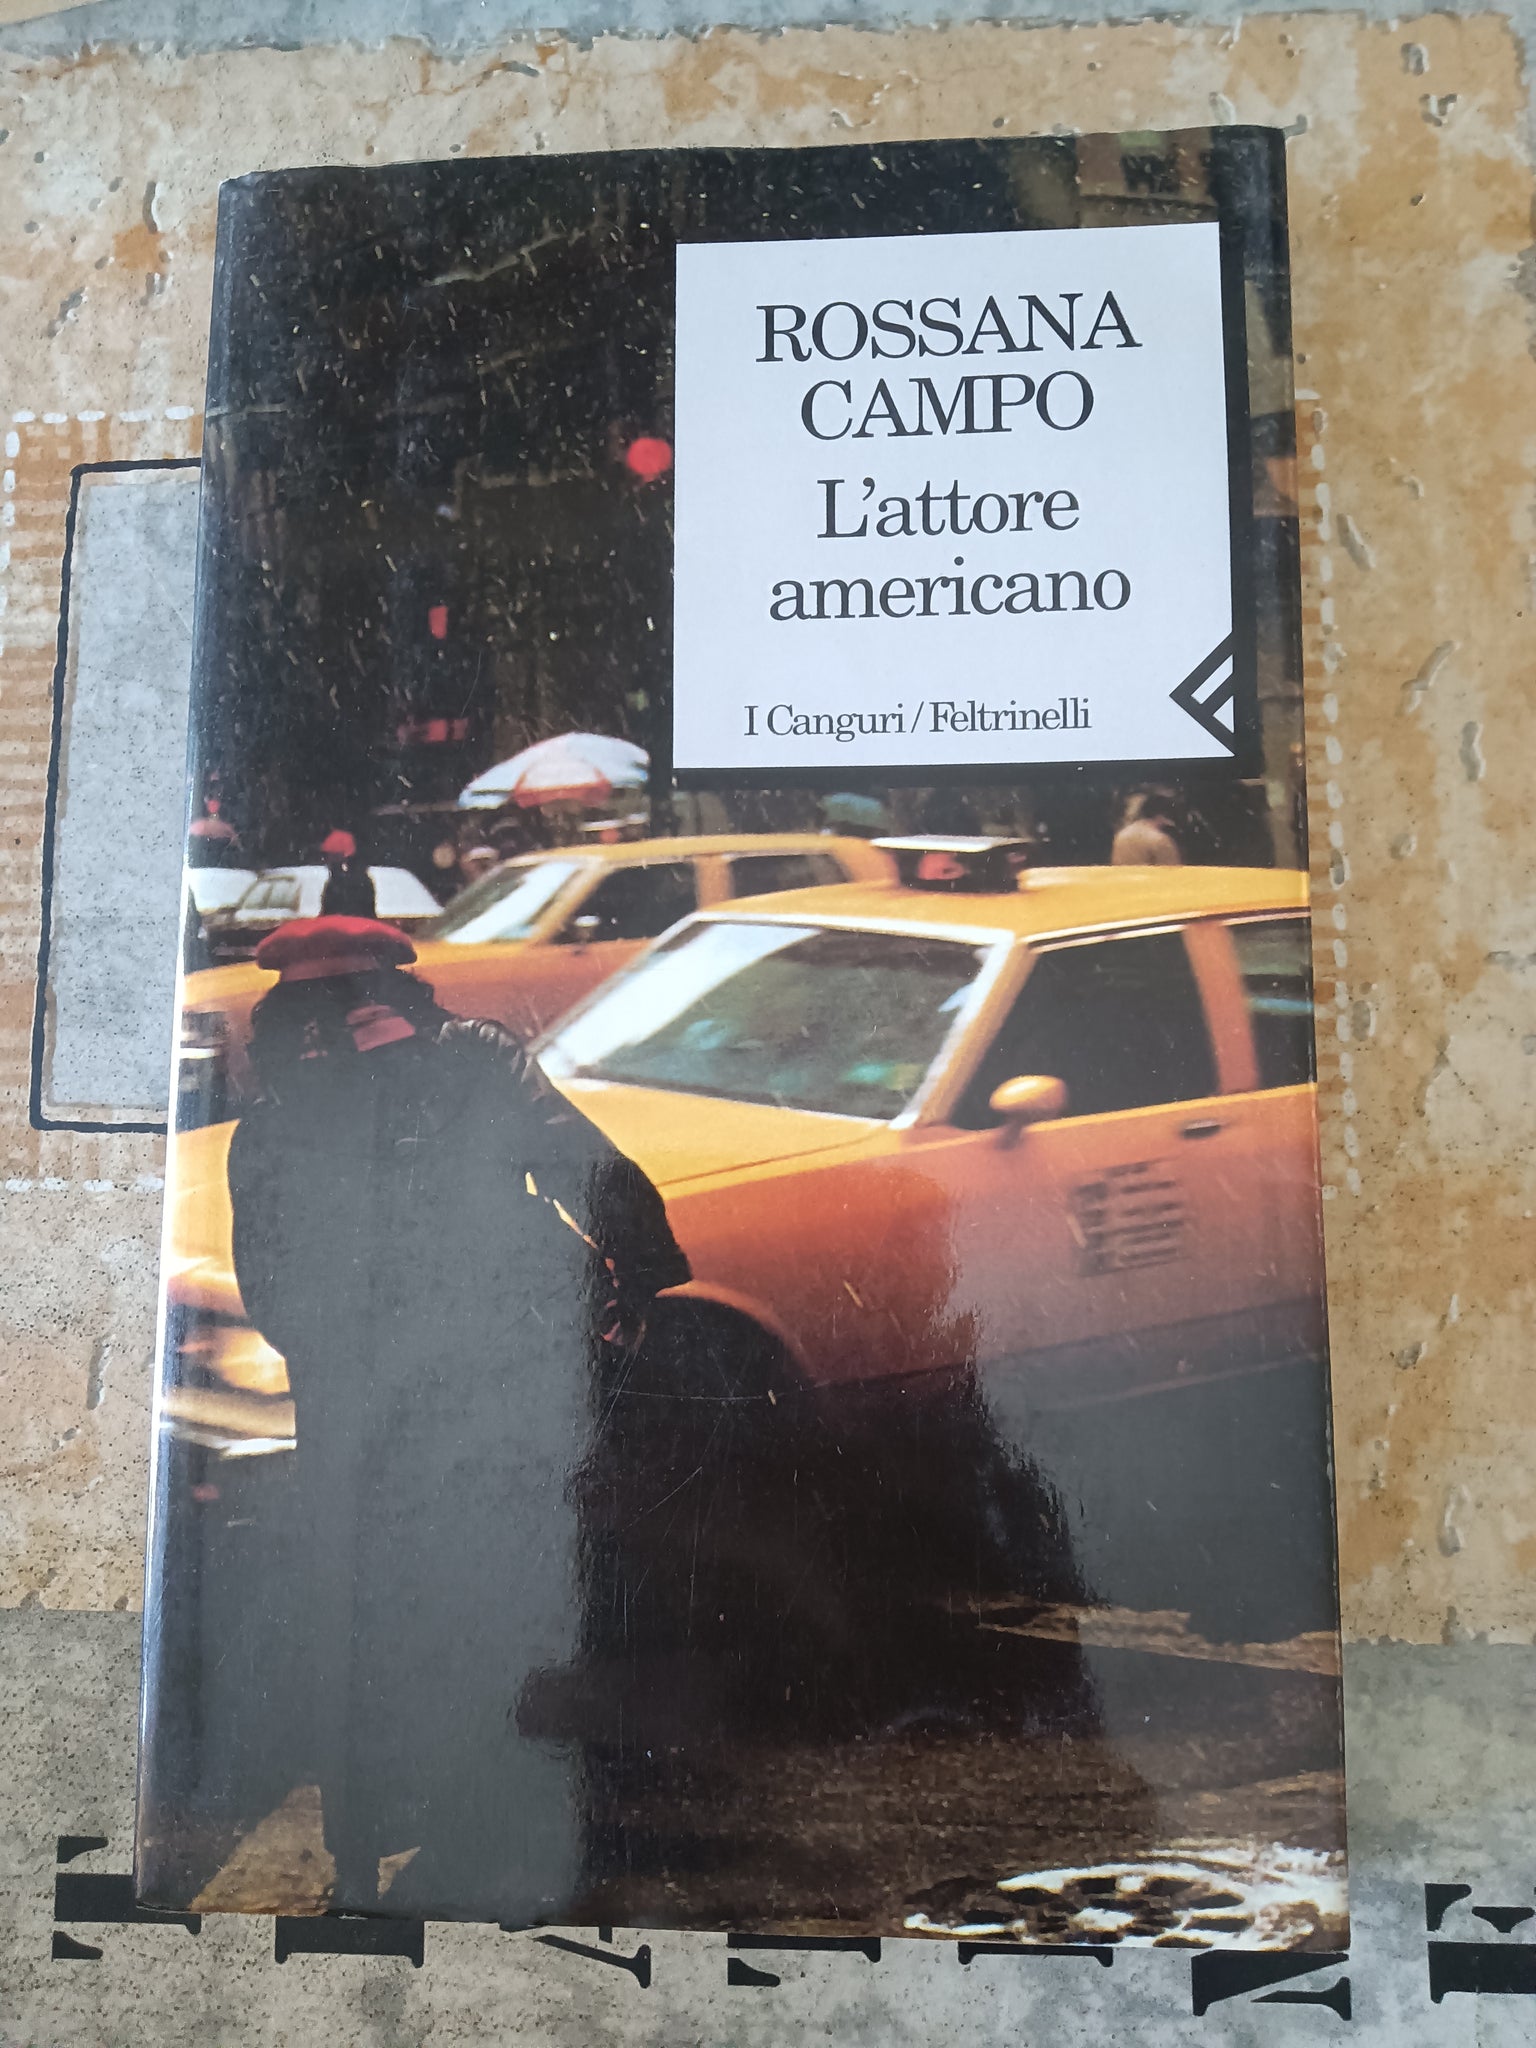 ROSSANA
CAMPO
L'attore
americano
I Canguri/Feltrinelli